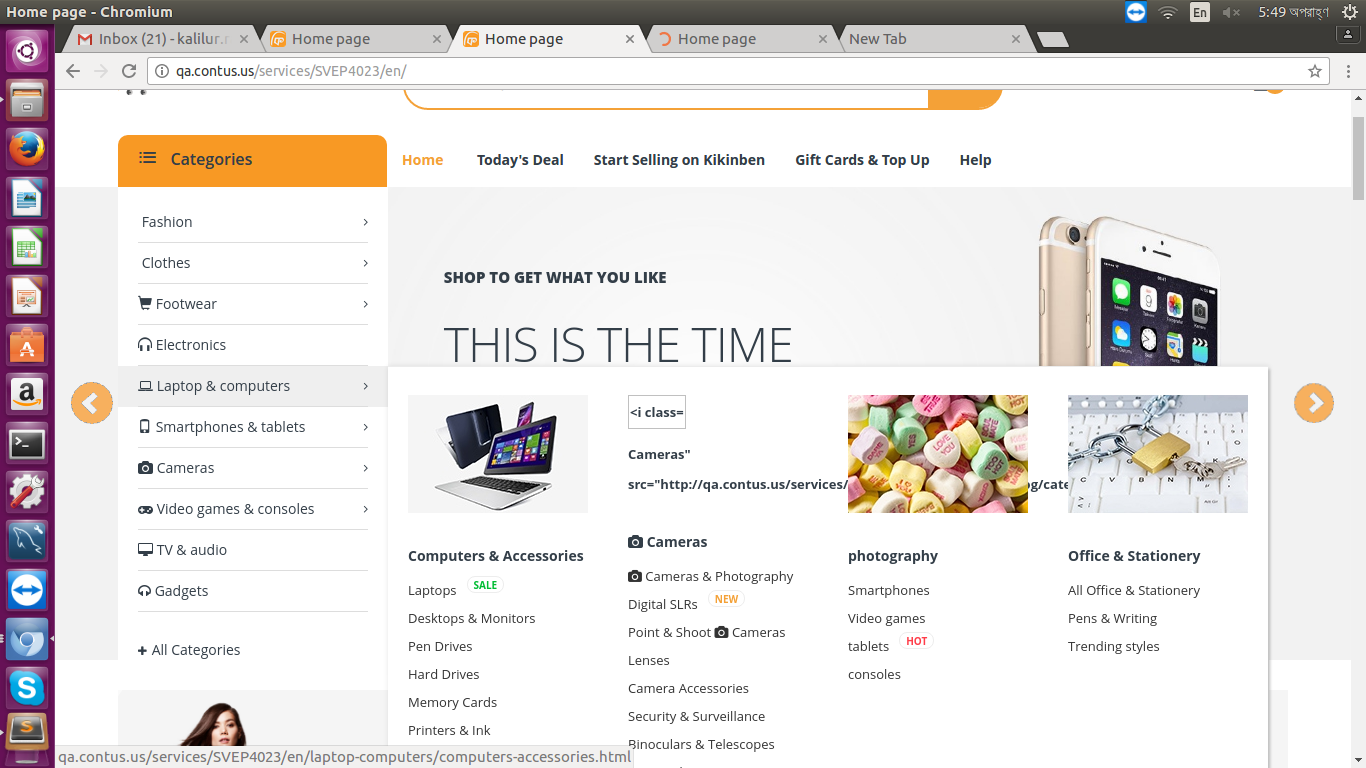 Home page - Chromium
En
5:49 অপরাহ্ণ
Inbox (21) - kalilur.r
Home page
Home page
Home page
New Tab
qa.contus.us/services/SVEP4023/en/
Categories
Home
Today's Deal
Start Selling on Kikinben
Gift Cards & Top Up
Help
Fashion
Clothes
Footwear
Electronics
Laptop & computers
Smartphones & tablets
Cameras
Video games & consoles
TV & audio
Gadgets
+ All Categories
SHOP TO GET WHAT YOU LIKE
THIS IS THE TIME
<i class=
Cameras"
src="http://qa.contus.us/services/
og/cate
Computers & Accessories
Laptops SALE
Desktops & Monitors
Pen Drives
Hard Drives
Memory Cards
Printers & Ink
Cameras
Cameras & Photography
Digital SLRs NEW
Point & Shoot Cameras
Lenses
Camera Accessories
Security & Surveillance
Binoculars & Telescopes
photography
Smartphones
Video games
tablets HOT
consoles
Office & Stationery
All Office & Stationery
Pens & Writing
Trending styles
qa.contus.us/services/SVEP4023/en/laptop-computers/computers-accessories.html